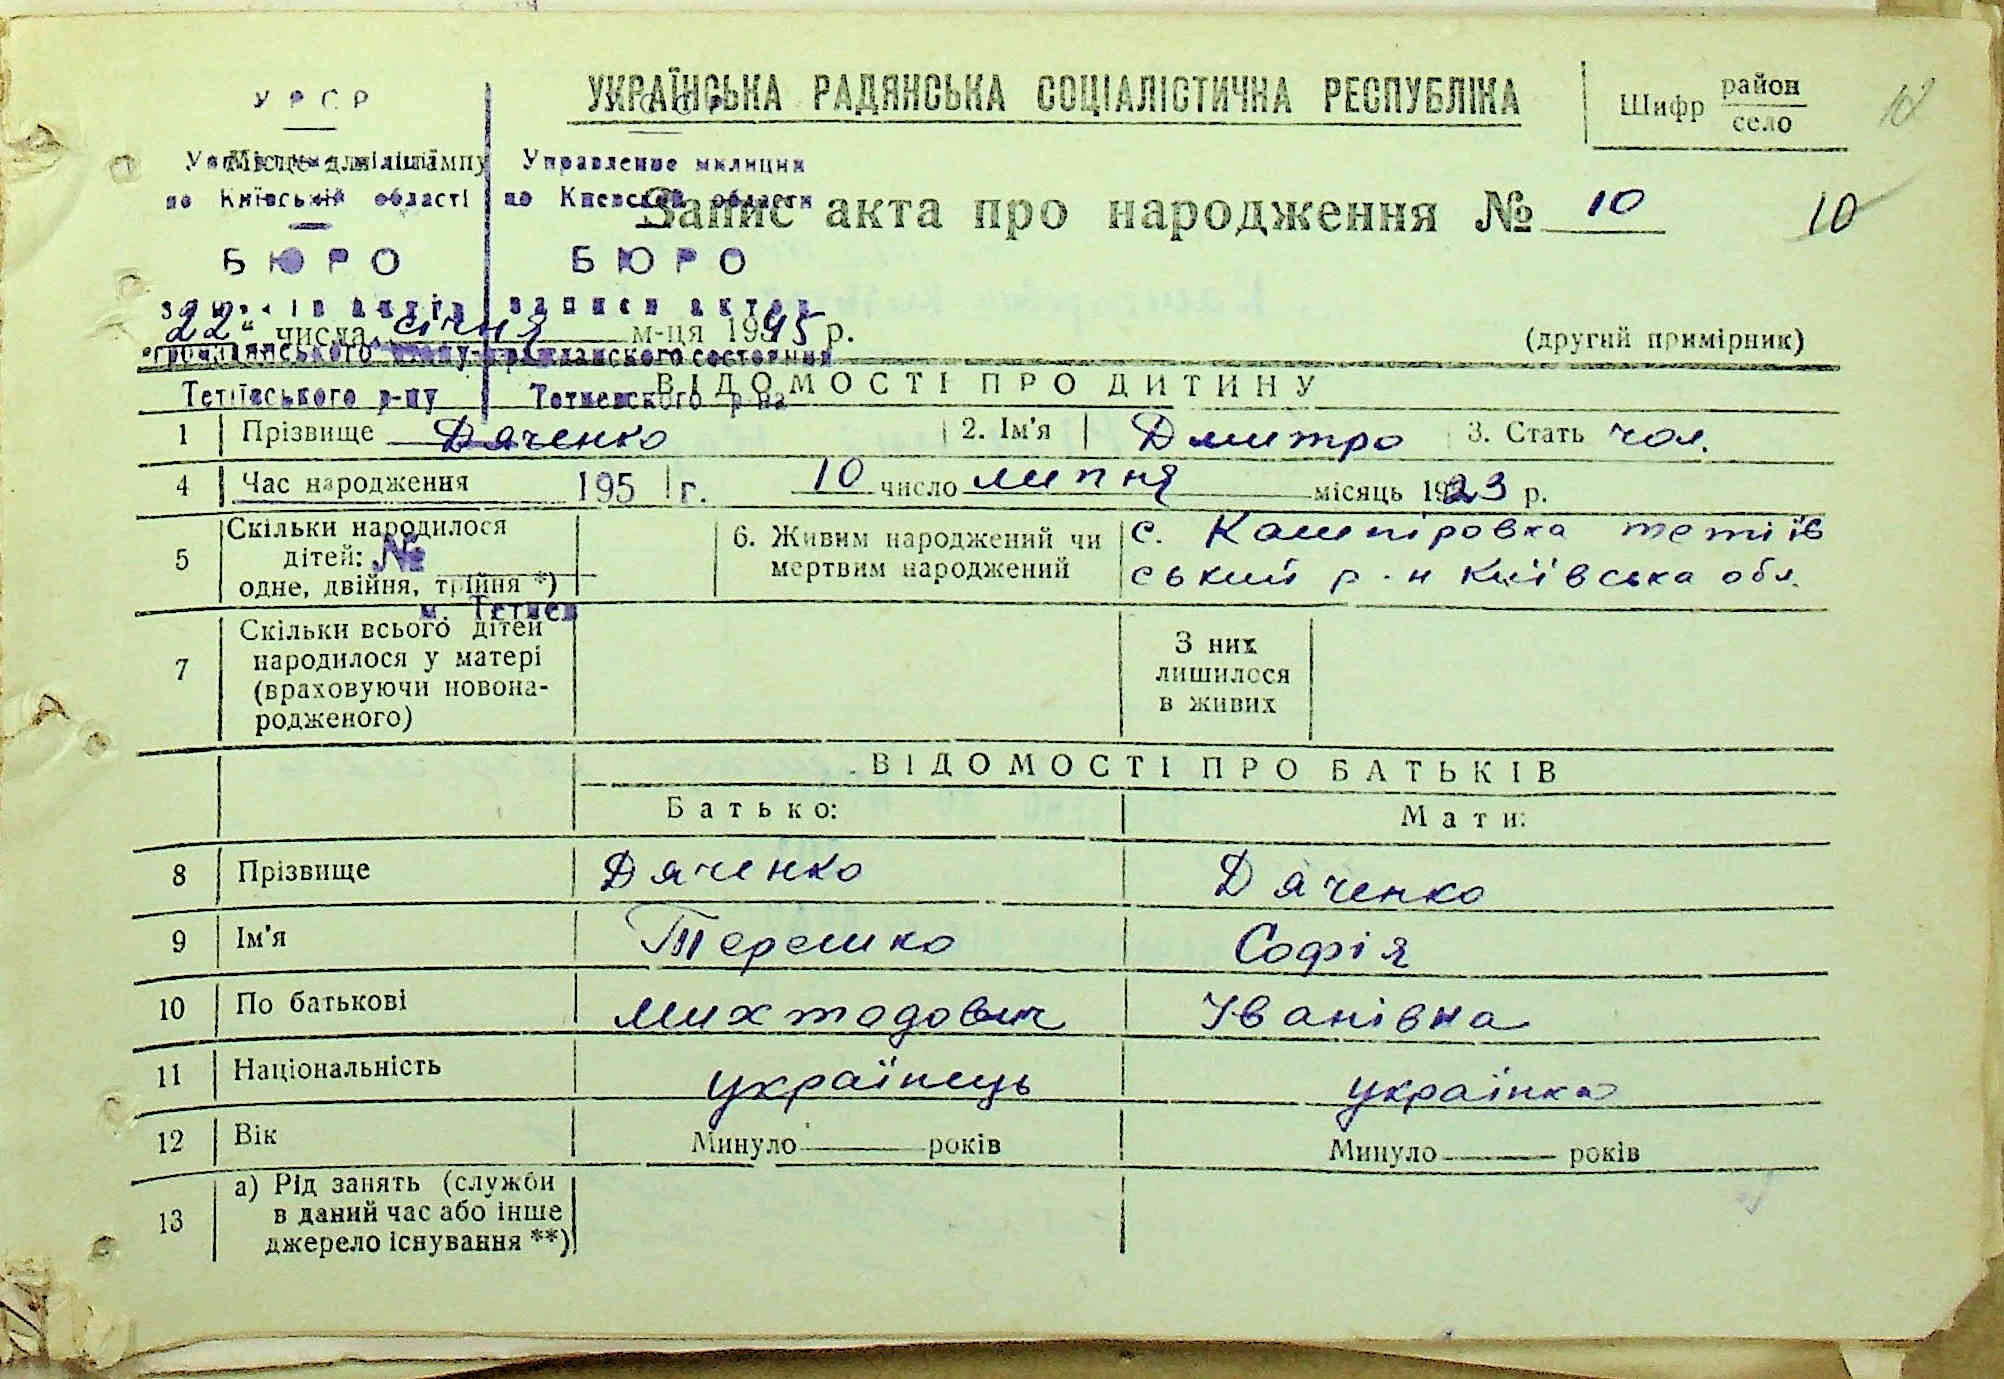 УКРАЇНСЬКА РАДЯНСЬКА СОЦІАЛІСТИЧНА РЕСПУБЛІКА
Шифр район
село
10
УРСР
Місце для штампу
Управление милиции
по Київській області
по Киевской области
Запис акта про народження № 10
10
БЮРО
БЮРО
записів актів
записи актов
22 числа січня м-ця 1945 р.
(другий примірник)
гражданского состояния
Тетіївського р-ну
Тетиевского р-на
ВІДОМОСТІ ПРО ДИТИНУ
1 Прізвище Дяченко 2. Ім'я Дмитро 3. Стать чол.
4 Час народження 195 г. 10 число липня місяць 1923 р.
5 Скільки народилося дітей: одне, двійня, трійня *)
№
м. Тетиев
6. Живим народжений чи мертвим народжений
с. Кашпіровка тетіїв
ський р-н Київська обл.
7 Скільки всього дітей народилося у матері (враховуючи новонародженого)
З них лишилося в живих
ВІДОМОСТІ ПРО БАТЬКІВ
Батько:
Мати:
8 Прізвище Дяченко Дяченко
9 Ім'я Терешко Софія
10 По батькові Михтодович Іванівна
11 Національність українець українка
12 Вік Минуло років Минуло років
13 а) Рід занять (служби в даний час або інше джерело існування **)